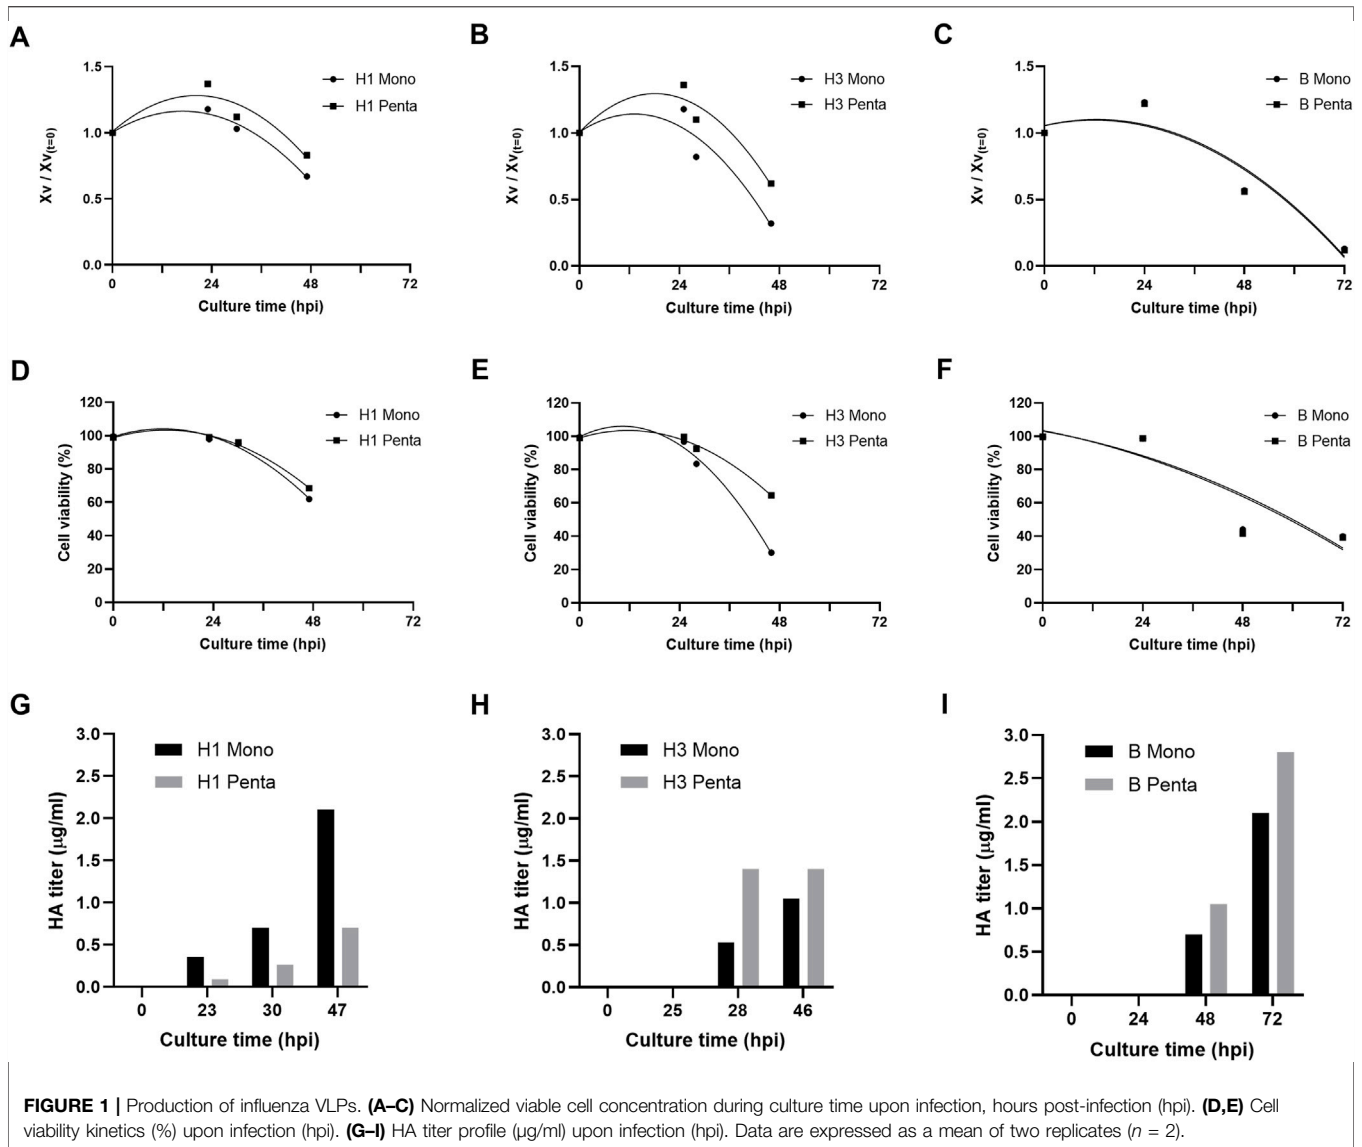 A
1.5
1.0
0.5
0.0
Xv / Xv(t=0)
0 24 48 72
Culture time (hpi)
H1 Mono
H1 Penta
B
1.5
1.0
0.5
0.0
Xv / Xv(t=0)
0 24 48 72
Culture time (hpi)
H3 Mono
H3 Penta
C
1.5
1.0
0.5
0.0
Xv / Xv(t=0)
0 24 48 72
Culture time (hpi)
B Mono
B Penta
D
120
100
80
60
40
20
0
Cell viability (%)
0 24 48 72
Culture time (hpi)
H1 Mono
H1 Penta
E
120
100
80
60
40
20
0
Cell viability (%)
0 24 48 72
Culture time (hpi)
H3 Mono
H3 Penta
F
120
100
80
60
40
20
0
Cell viability (%)
0 24 48 72
Culture time (hpi)
B Mono
B Penta
G
3.0
2.5
2.0
1.5
1.0
0.5
0.0
HA titer (µg/ml)
0 23 30 47
Culture time (hpi)
H1 Mono
H1 Penta
H
3.0
2.5
2.0
1.5
1.0
0.5
0.0
HA titer (µg/ml)
0 25 28 46
Culture time (hpi)
H3 Mono
H3 Penta
I
3.0
2.5
2.0
1.5
1.0
0.5
0.0
HA titer (µg/ml)
0 24 48 72
Culture time (hpi)
B Mono
B Penta
FIGURE 1 | Production of influenza VLPs. (A–C) Normalized viable cell concentration during culture time upon infection, hours post-infection (hpi). (D,E) Cell
viability kinetics (%) upon infection (hpi). (G–I) HA titer profile (µg/ml) upon infection (hpi). Data are expressed as a mean of two replicates (n = 2).